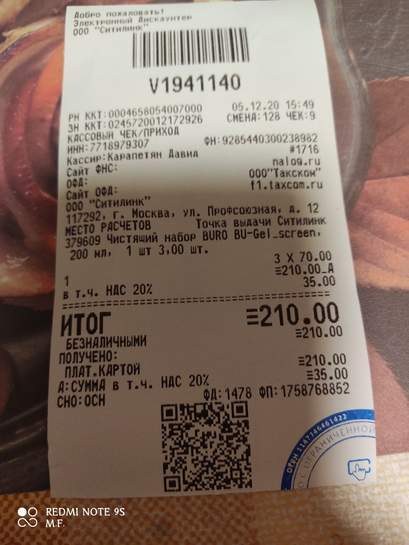 Добро пожаловать!
Электронный Дискаунтер
ООО "Ситилинк"
V1941140
РН ККТ:0004658054007000 05.12.20 15:49
ЗН ККТ:0245720012172926 СМЕНА:128 ЧЕК:9
КАССОВЫЙ ЧЕК/ПРИХОД
ИНН:7718979307 ФН:9285440300238982
Кассир:Карапетян Давид #1716
Сайт ФНС: nalog.ru
ОФД: ООО"Такском"
Сайт ОФД: f1.taxcom.ru
ООО "Ситилинк"
117292, г. Москва, ул. Профсоюзная, д. 12
МЕСТО РАСЧЕТОВ Точка выдачи Ситилинк
379609 Чистящий набор BURO BU-Gel_screen,
200 мл, 1 шт 3,00 шт.
3 X 70.00
1 ≡210.00_А
в т.ч. НАС 20% 35.00
ИТОГ ≡210.00
БЕЗНАЛИЧНЫМИ ≡210.00
ПОЛУЧЕНО:
ПЛАТ.КАРТОЙ ≡210.00
А:СУММА в т.ч. НАС 20% ≡35.00
СНО:ОСН ФД:1478 ФП:1758768852
REDMI NOTE 9S
M.F.